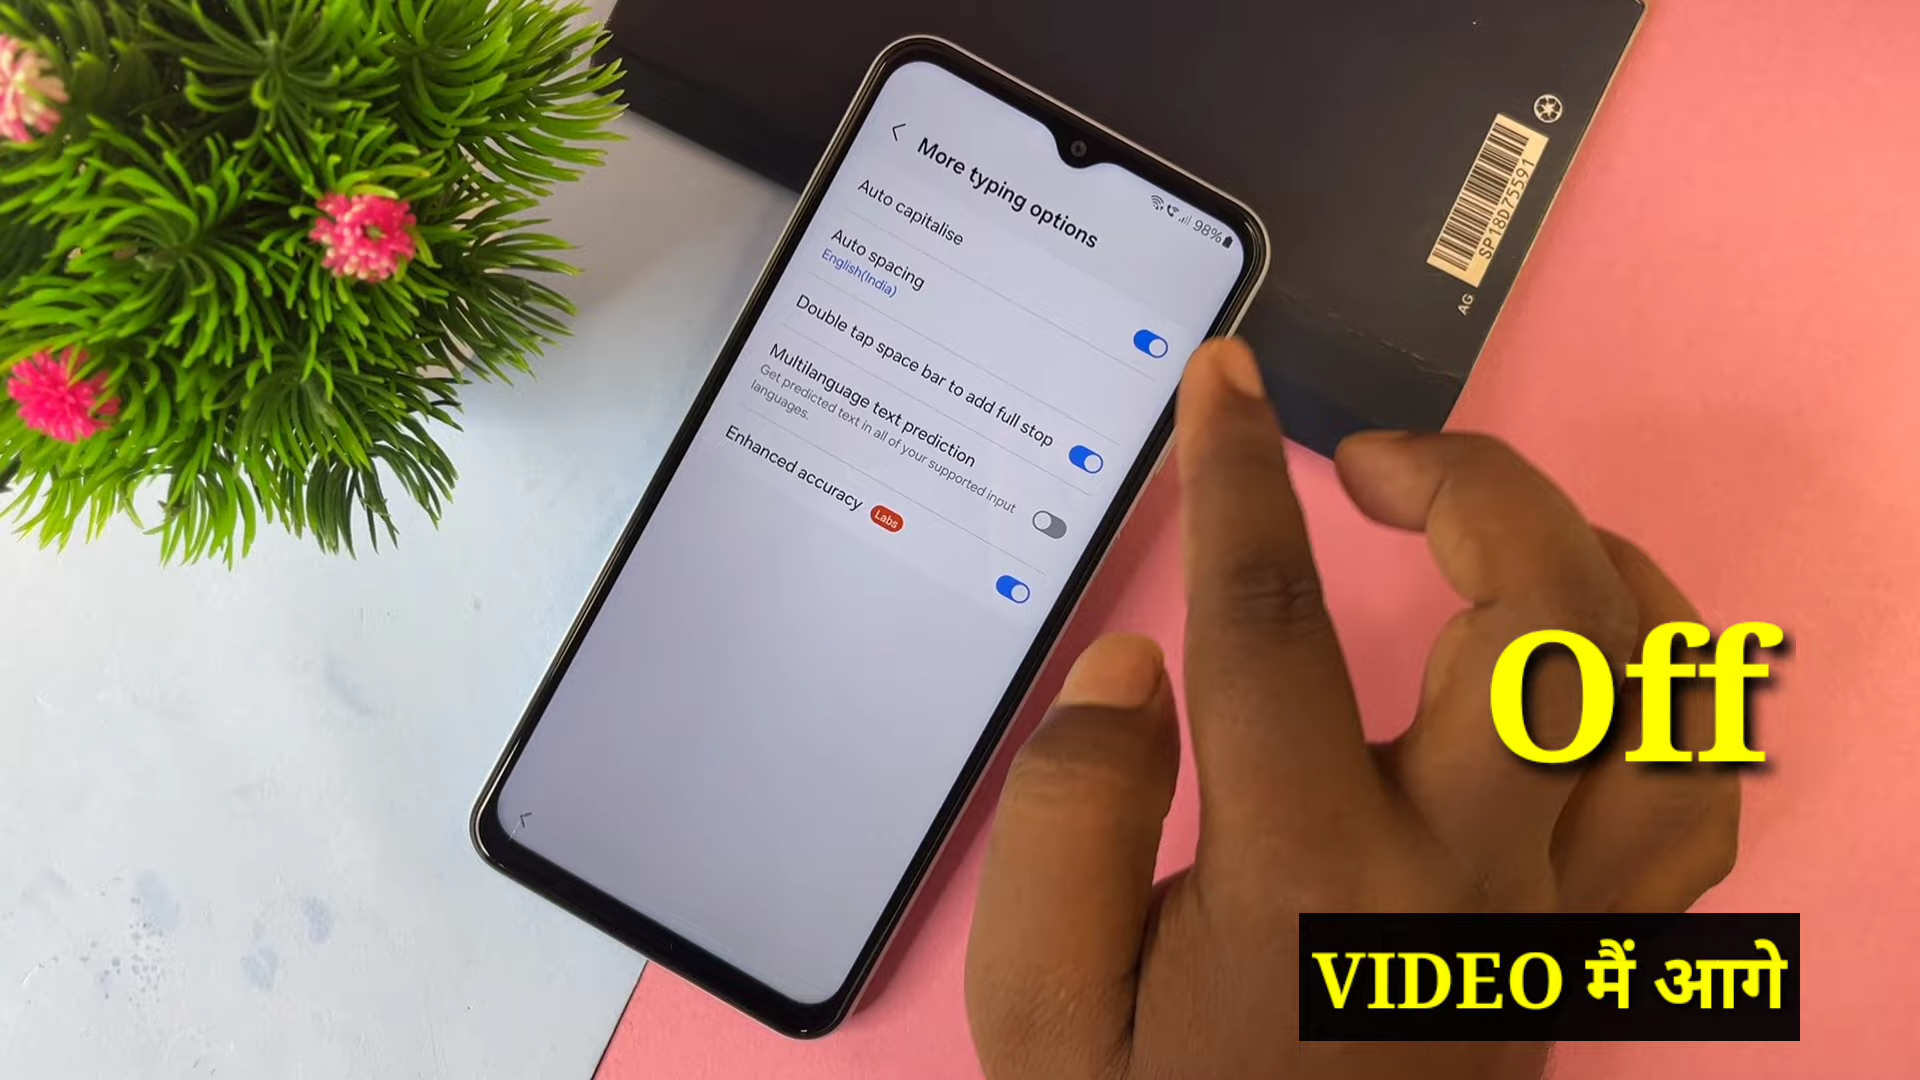 98%
More typing options
Auto capitalise
Auto spacing
English(India)
Double tap space bar to add full stop
Multilanguage text prediction
Get predicted text in all of your supported input
languages.
Enhanced accuracy Labs
SP18D75591
AG
Off
VIDEO मैं आगे